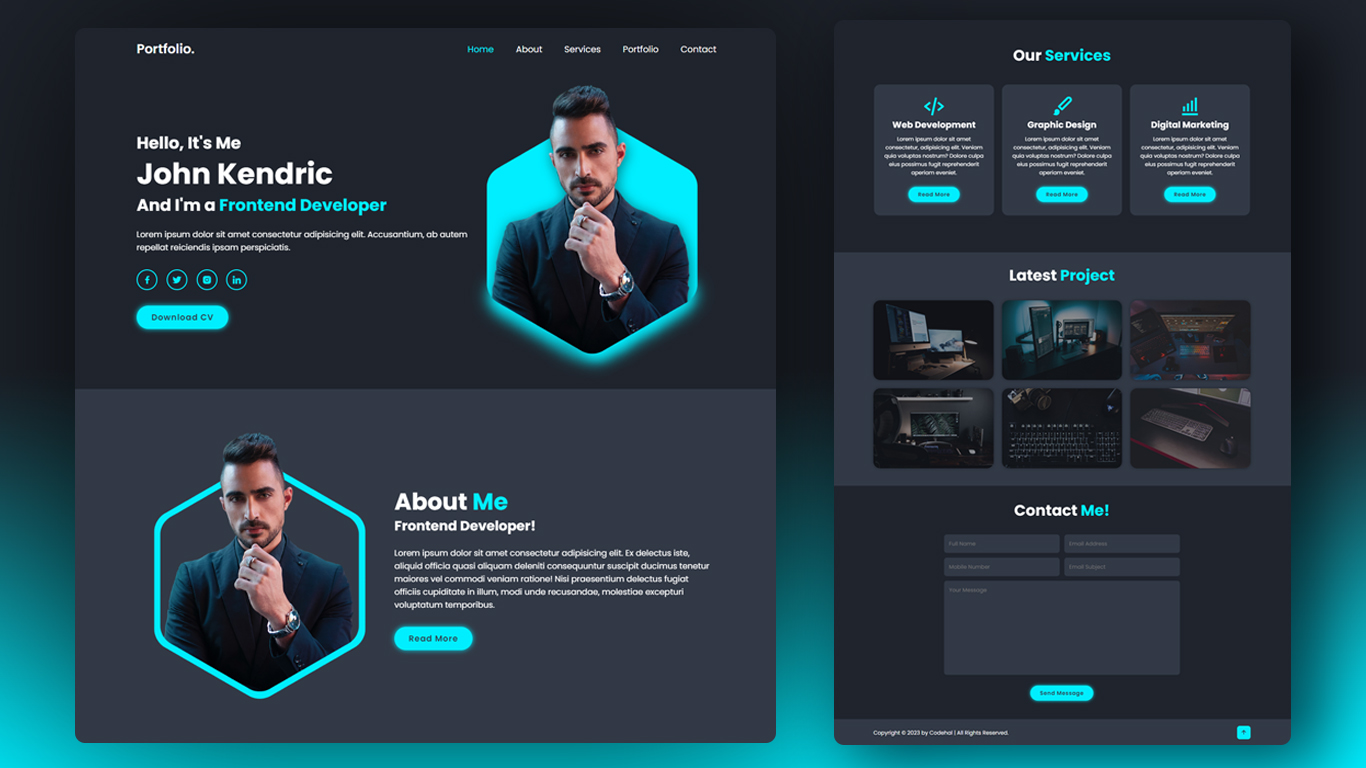 Portfolio.
Home About Services Portfolio Contact
Hello, It's Me
John Kendric
And I'm a Frontend Developer
Lorem ipsum dolor sit amet consectetur adipisicing elit. Accusantium, ab autem
repellat reiciendis ipsam perspiciatis.
Download CV
About Me
Frontend Developer!
Lorem ipsum dolor sit amet consectetur adipisicing elit. Ex delectus iste,
aliquid officia quasi aliquam deleniti consequuntur suscipit ducimus tenetur
maiores vel commodi veniam ratione! Nisi praesentium delectus fugiat
officiis cupiditate in illum, modi unde recusandae, molestiae excepturi
voluptatum temporibus.
Read More
Our Services
Web Development
Lorem ipsum dolor sit amet
consectetur, adipisicing elit. Veniam
quia voluptas nostrum? Dolore culpa
eius possimus fugit reprehenderit
aperiam eveniet.
Read More
Graphic Design
Lorem ipsum dolor sit amet
consectetur, adipisicing elit. Veniam
quia voluptas nostrum? Dolore culpa
eius possimus fugit reprehenderit
aperiam eveniet.
Read More
Digital Marketing
Lorem ipsum dolor sit amet
consectetur, adipisicing elit. Veniam
quia voluptas nostrum? Dolore culpa
eius possimus fugit reprehenderit
aperiam eveniet.
Read More
Latest Project
Contact Me!
Full Name
Email Address
Mobile Number
Email Subject
Your Message
Send Message
Copyright © 2023 by Codehal | All Rights Reserved.